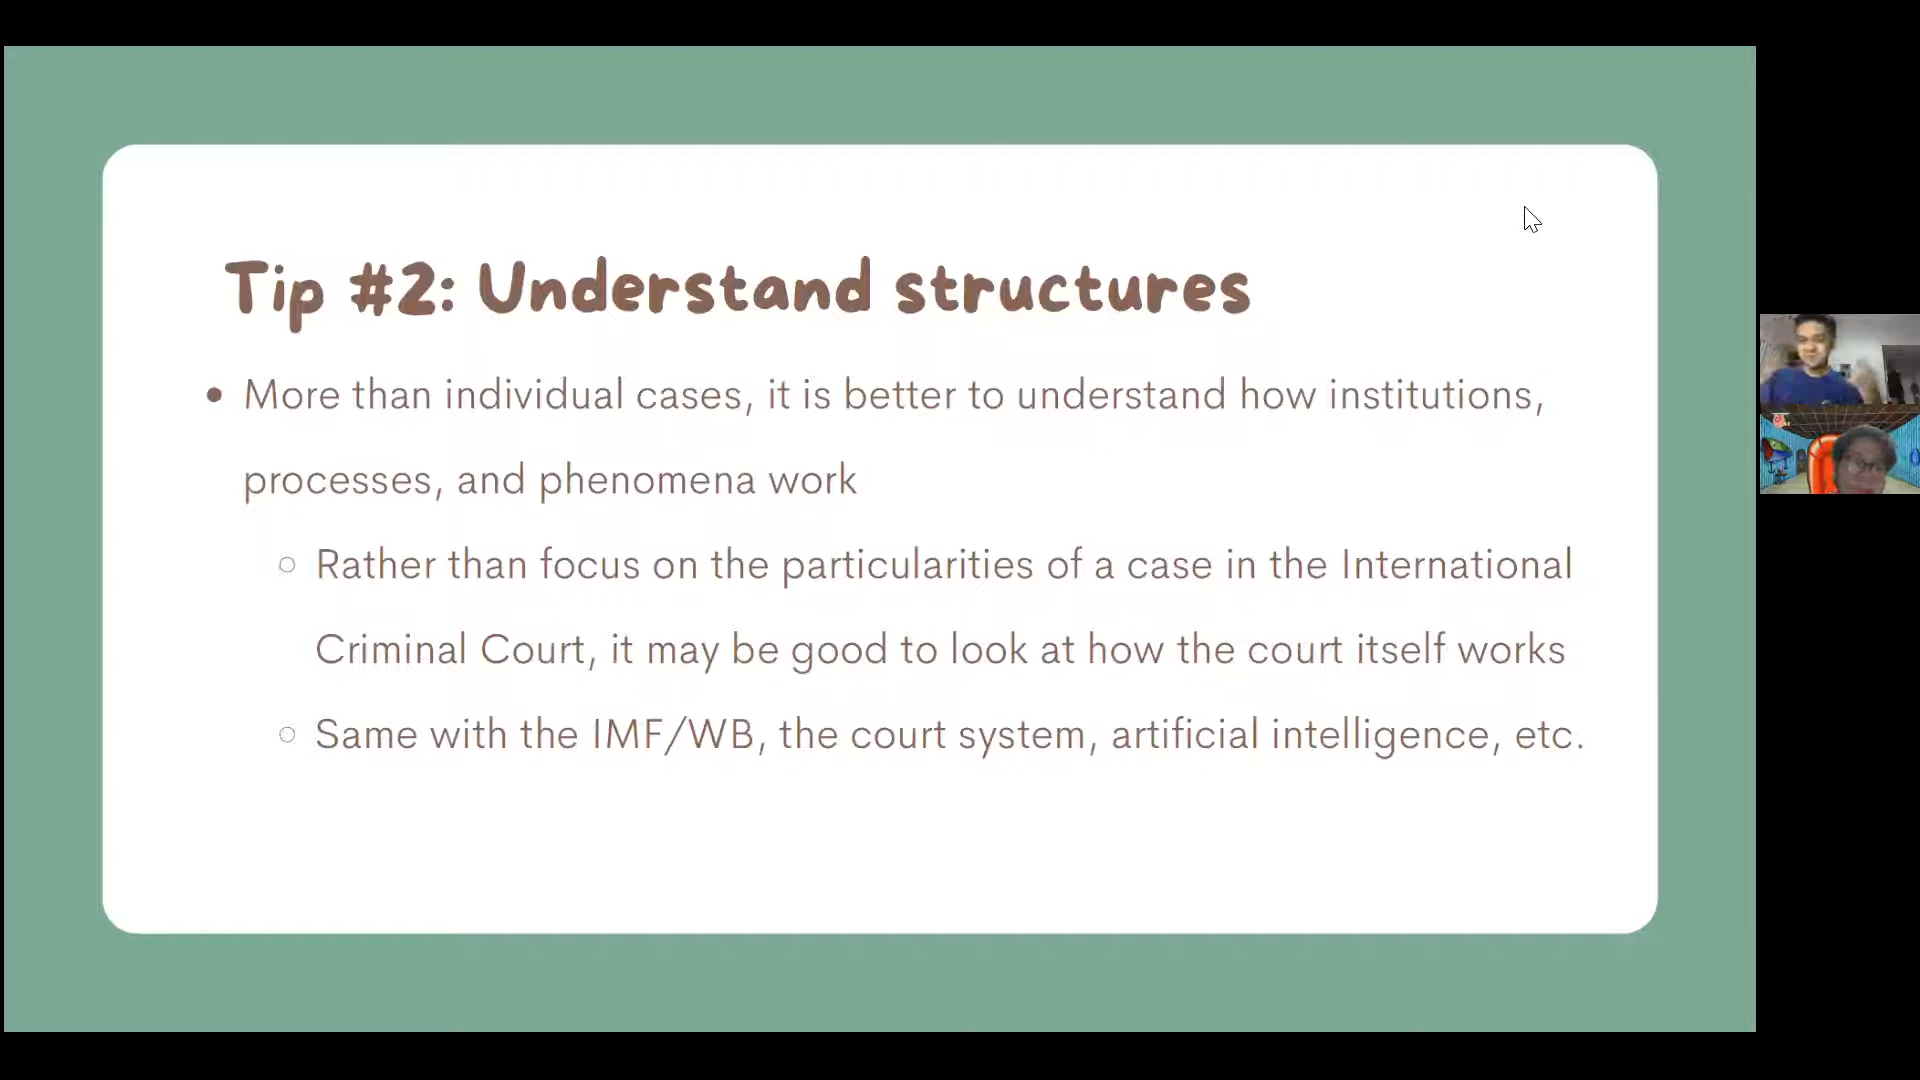 Tip #2: Understand structures
• More than individual cases, it is better to understand how institutions,
processes, and phenomena work
○ Rather than focus on the particularities of a case in the International
Criminal Court, it may be good to look at how the court itself works
○ Same with the IMF/WB, the court system, artificial intelligence, etc.